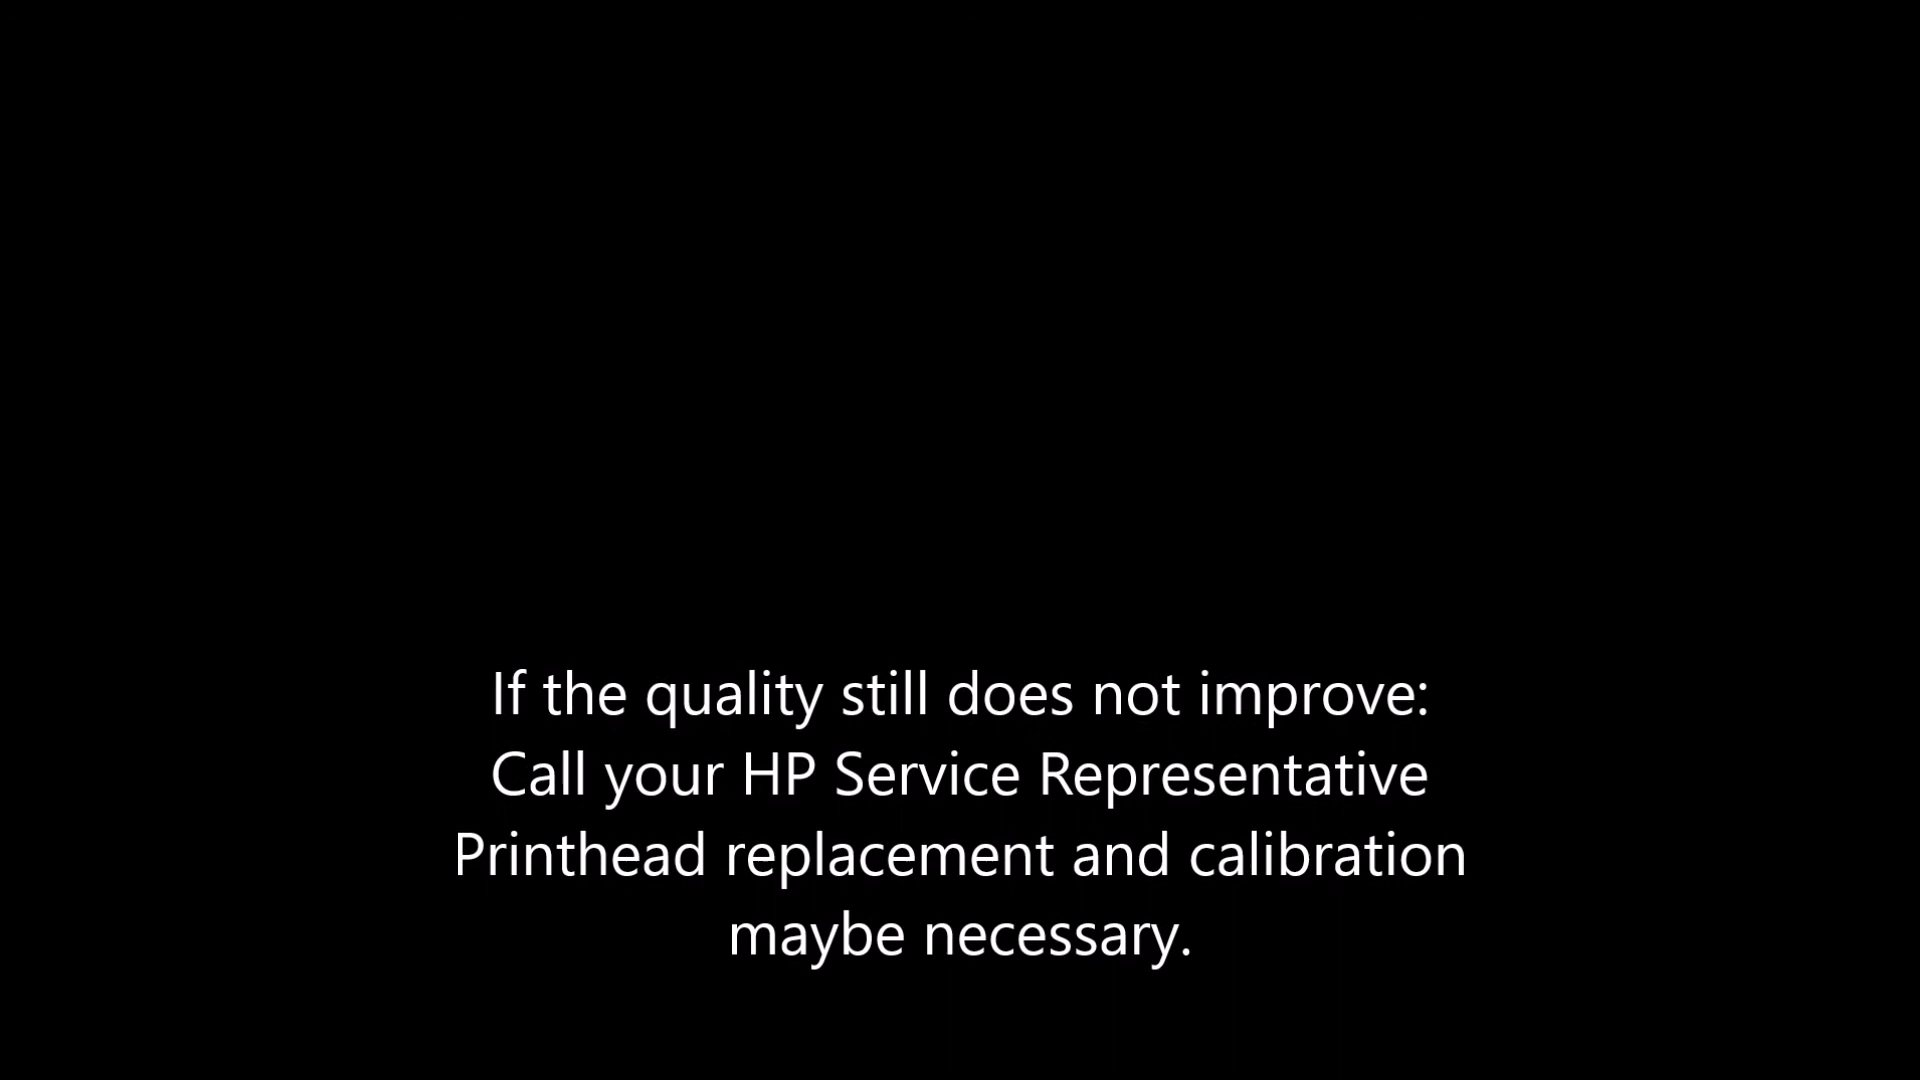 If the quality still does not improve:
Call your HP Service Representative
Printhead replacement and calibration
maybe necessary.